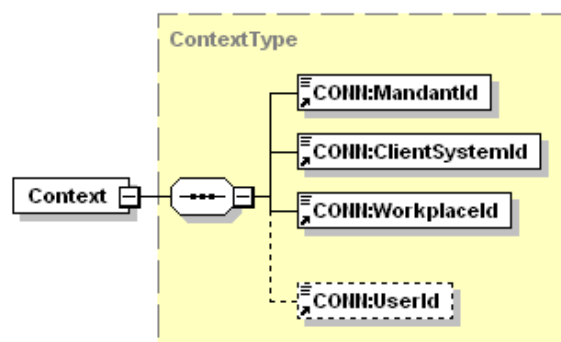 ContextType
CONN:MandantId
CONN:ClientSystemId
Context
CONN:WorkplaceId
CONN:UserId